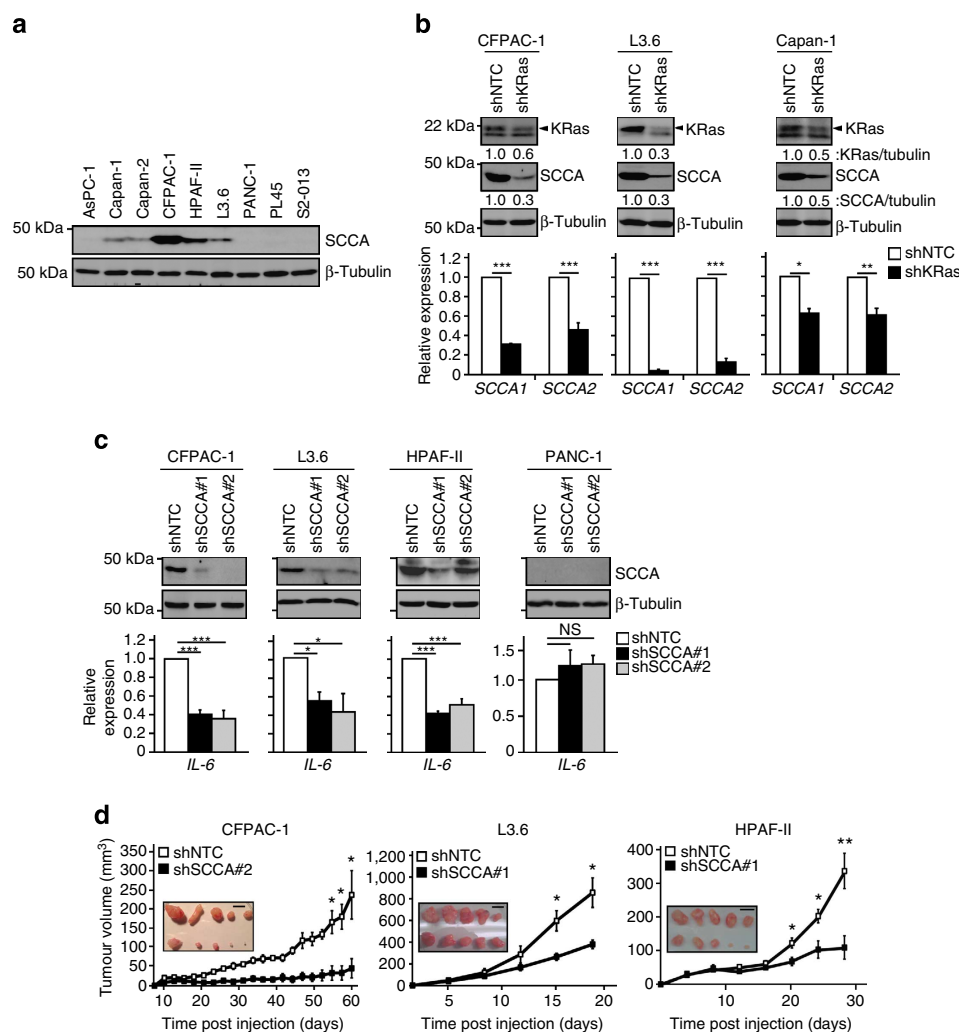 a
AsPC-1
Capan-1
Capan-2
CFPAC-1
HPAF-II
L3.6
PANC-1
PL45
S2-013
50 kDa
SCCA
50 kDa
β-Tubulin
b
CFPAC-1
L3.6
Capan-1
shNTC
shKRas
shNTC
shKRas
shNTC
shKRas
22 kDa
KRas
KRas
KRas
1.0 0.6
1.0 0.3
1.0 0.5 :KRas/tubulin
50 kDa
SCCA
SCCA
SCCA
1.0 0.3
1.0 0.3
1.0 0.5 :SCCA/tubulin
50 kDa
β-Tubulin
β-Tubulin
β-Tubulin
Relative expression
1.2
1.0
0.8
0.6
0.4
0.2
0
*** ***
*** ***
* **
shNTC
shKRas
SCCA1 SCCA2
SCCA1 SCCA2
SCCA1 SCCA2
c
CFPAC-1
L3.6
HPAF-II
PANC-1
shNTC
shSCCA#1
shSCCA#2
shNTC
shSCCA#1
shSCCA#2
shNTC
shSCCA#1
shSCCA#2
shNTC
shSCCA#1
shSCCA#2
50 kDa
SCCA
50 kDa
β-Tubulin
Relative
expression
1.2
1.0
0.8
0.6
0.4
0.2
0
***
***
*
*
***
***
NS
1.5
1.0
0.5
0
shNTC
shSCCA#1
shSCCA#2
IL-6
IL-6
IL-6
IL-6
d
CFPAC-1
Tumour volume (mm3)
350
300
250
200
150
100
50
0
shNTC
shSCCA#2
* * *
10 20 30 40 50 60
Time post injection (days)
L3.6
1,200
1,000
800
600
400
200
0
shNTC
shSCCA#1
* *
5 10 15 20
Time post injection (days)
HPAF-II
400
300
200
100
0
shNTC
shSCCA#1
* * **
10 20 30
Time post injection (days)